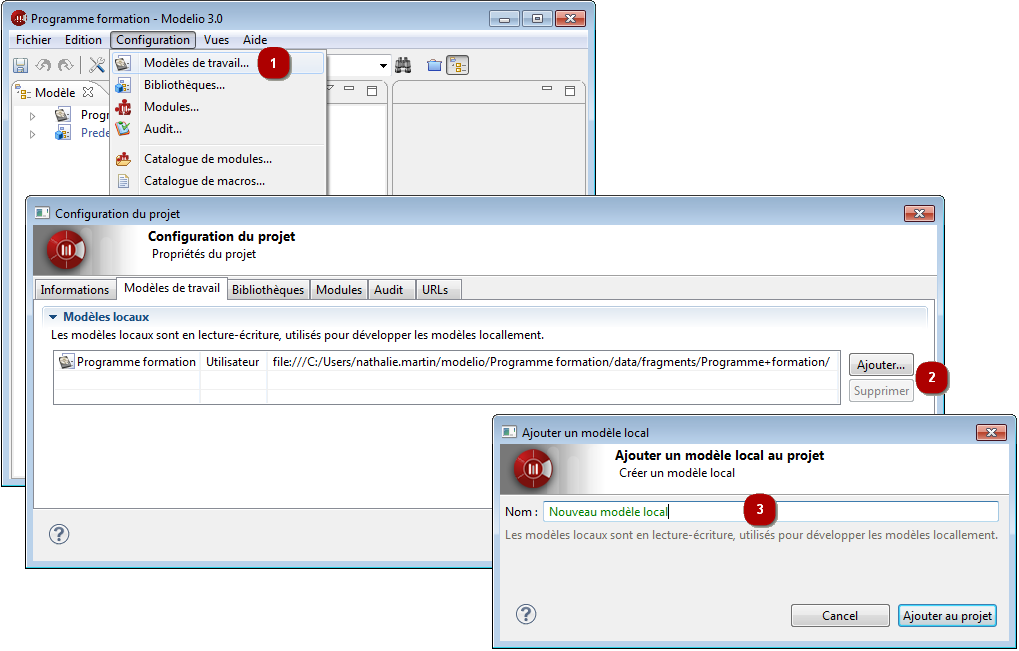 Programme formation - Modelio 3.0
Fichier Edition Configuration Vues Aide
Modèles de travail... 1
Bibliothèques...
Modules...
Audit...
Catalogue de modules...
Catalogue de macros...
Modèle
Progr
Prede
Configuration du projet
Configuration du projet
Propriétés du projet
Informations Modèles de travail Bibliothèques Modules Audit URLs
Modèles locaux
Les modèles locaux sont en lecture-écriture, utilisés pour développer les modèles locallement.
Programme formation Utilisateur file:///C:/Users/nathalie.martin/modelio/Programme formation/data/fragments/Programme+formation/
Ajouter... 2
Supprimer
Ajouter un modèle local
Ajouter un modèle local au projet
Créer un modèle local
Nom : Nouveau modèle local 3
Les modèles locaux sont en lecture-écriture, utilisés pour développer les modèles locallement.
Cancel Ajouter au projet